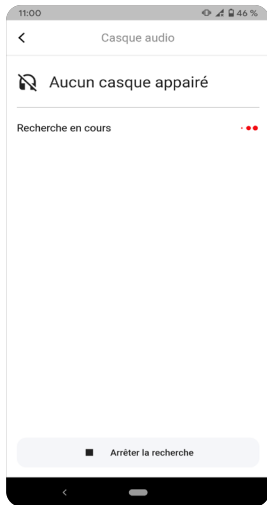 11:00
46 %
Casque audio
Aucun casque appairé
Recherche en cours
Arrêter la recherche